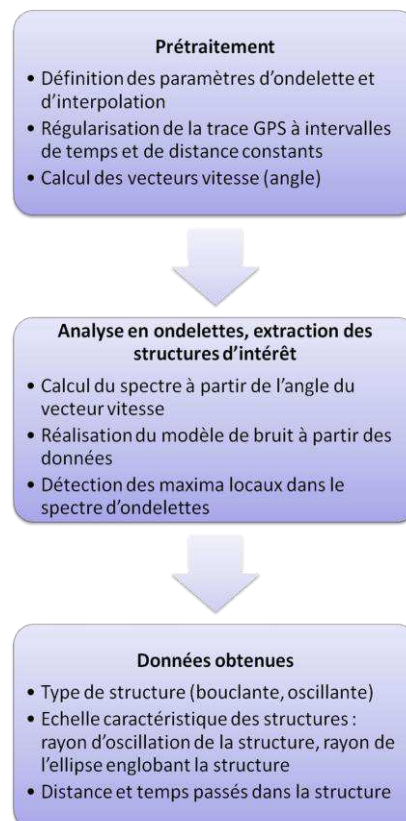 Prétraitement
• Définition des paramètres d'ondelette et
d'interpolation
• Régularisation de la trace GPS à intervalles
de temps et de distance constants
• Calcul des vecteurs vitesse (angle)
Analyse en ondelettes, extraction des
structures d'intérêt
• Calcul du spectre à partir de l'angle du
vecteur vitesse
• Réalisation du modèle de bruit à partir des
données
• Détection des maxima locaux dans le
spectre d'ondelettes
Données obtenues
• Type de structure (bouclante, oscillante)
• Echelle caractéristique des structures :
rayon d'oscillation de la structure, rayon de
l'ellipse englobant la structure
• Distance et temps passés dans la structure